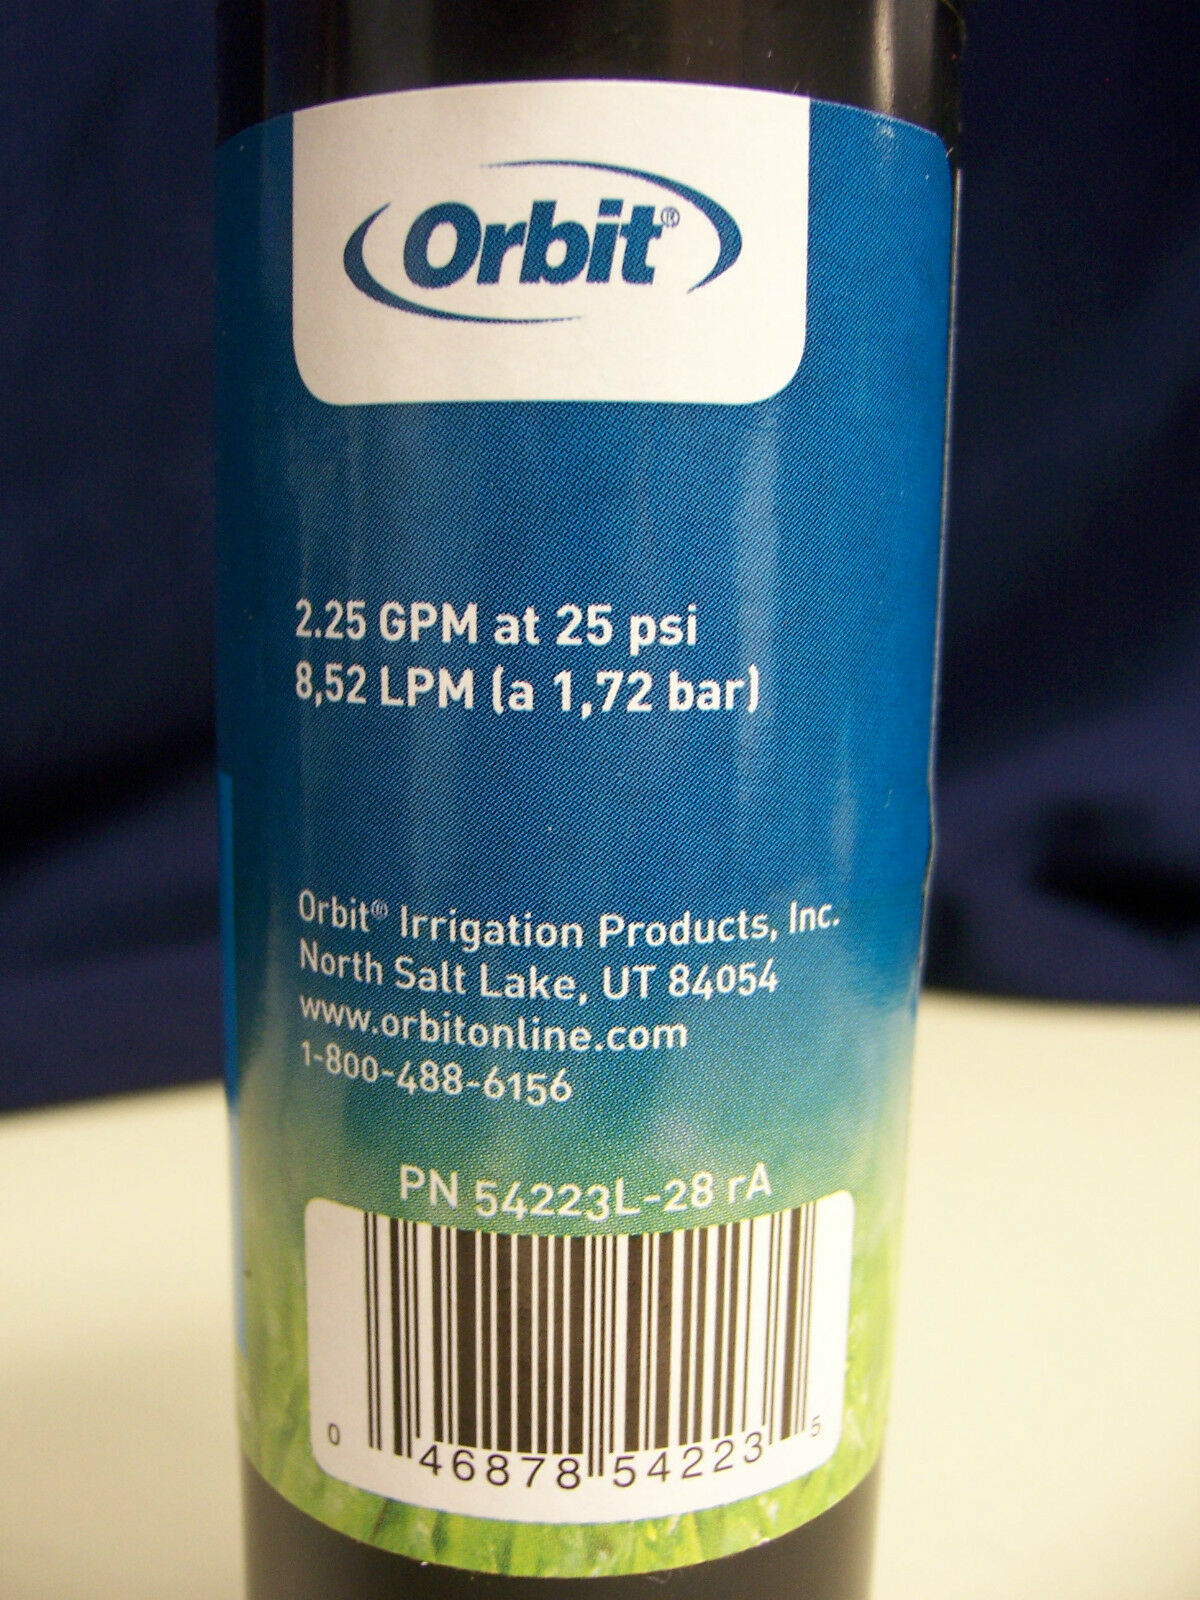 Orbit®
2.25 GPM at 25 psi
8,52 LPM (a 1,72 bar)
Orbit® Irrigation Products, Inc.
North Salt Lake, UT 84054
www.orbitonline.com
1-800-488-6156
PN 54223L-28 rA
0 46878 54223 5